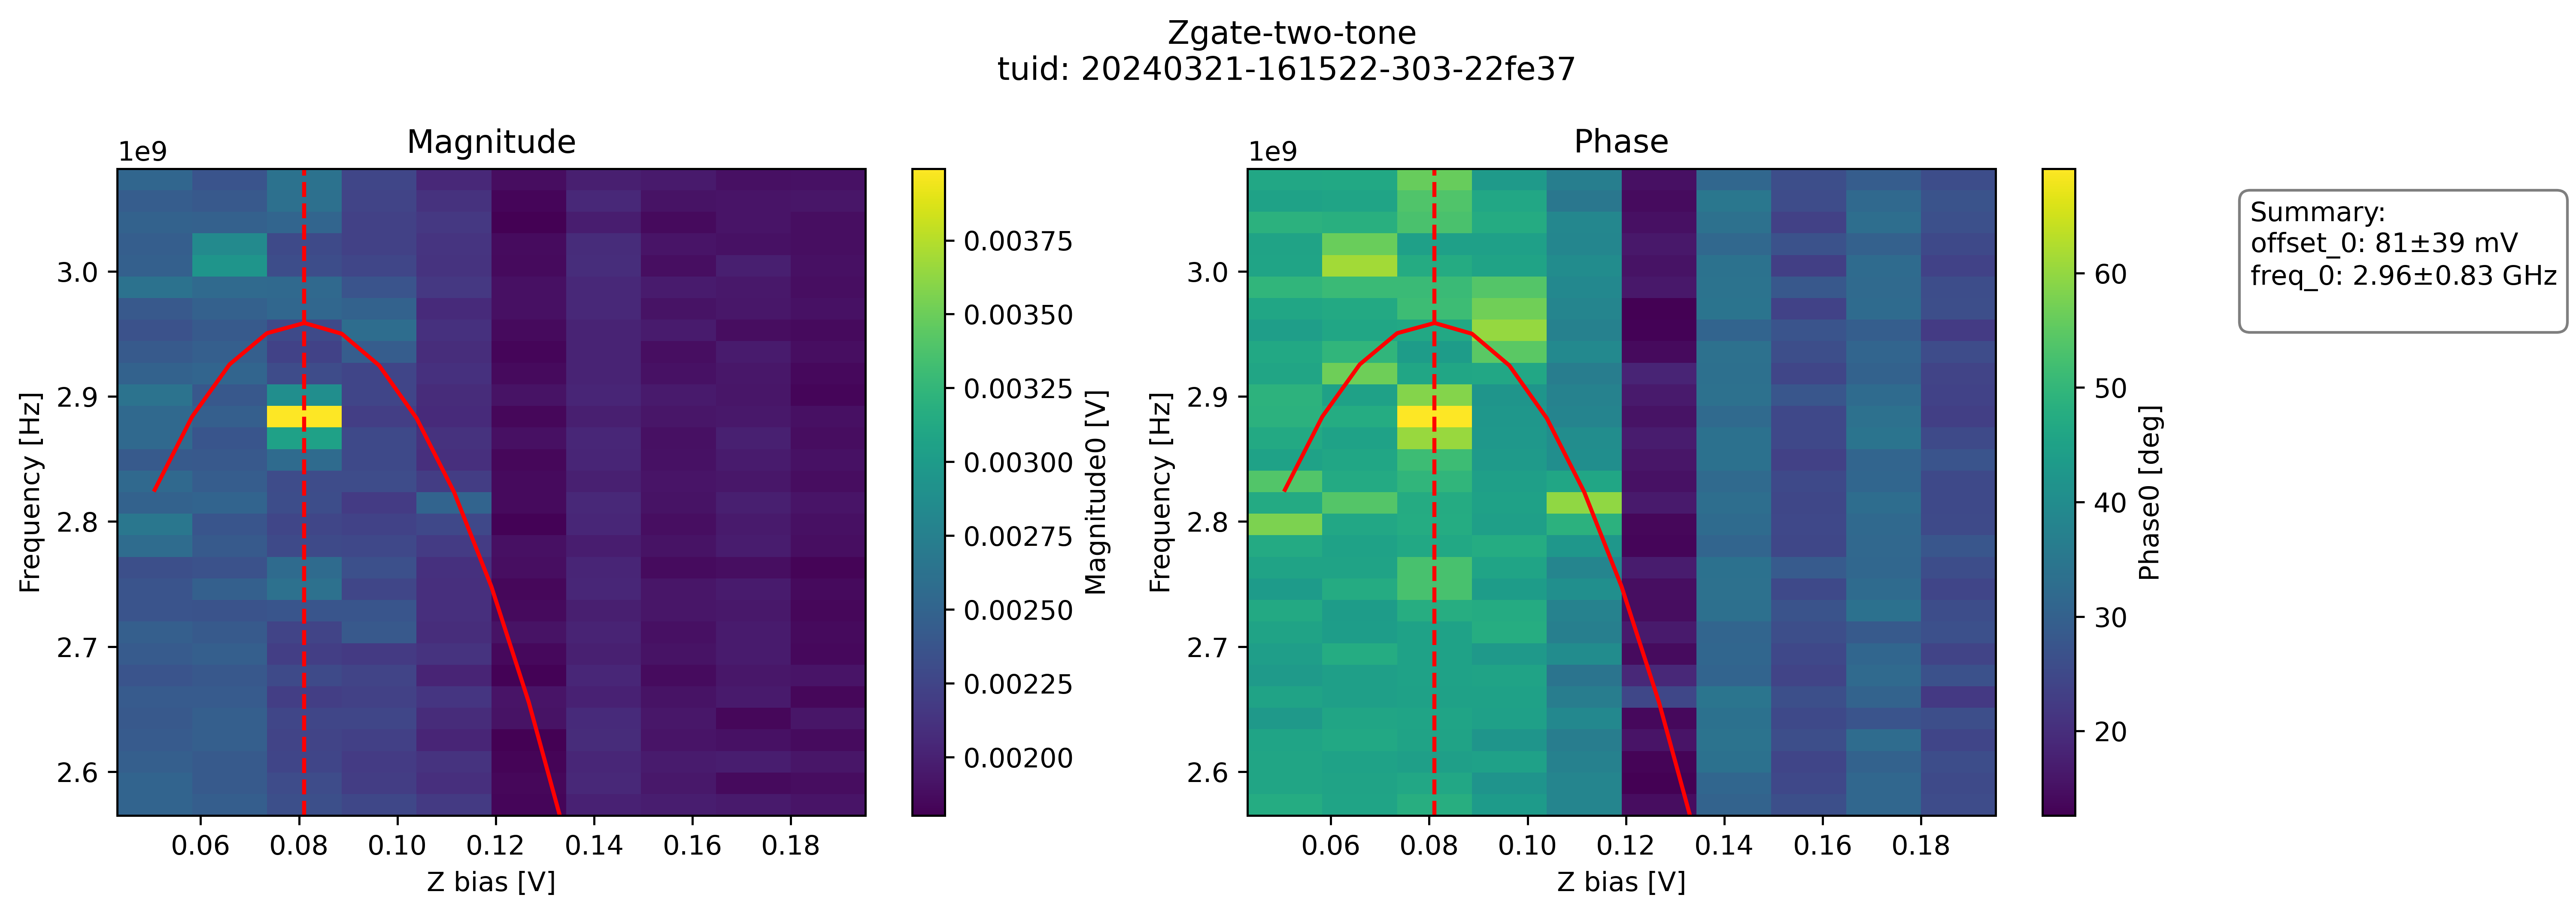 Zgate-two-tone
tuid: 20240321-161522-303-22fe37
Magnitude
1e9
3.0
2.9
2.8
2.7
2.6
Frequency [Hz]
0.06 0.08 0.10 0.12 0.14 0.16 0.18
Z bias [V]
0.00375
0.00350
0.00325
0.00300
0.00275
0.00250
0.00225
0.00200
Magnitude0 [V]
Phase
1e9
3.0
2.9
2.8
2.7
2.6
Frequency [Hz]
0.06 0.08 0.10 0.12 0.14 0.16 0.18
Z bias [V]
60
50
40
30
20
Phase0 [deg]
Summary:
offset_0: 81±39 mV
freq_0: 2.96±0.83 GHz